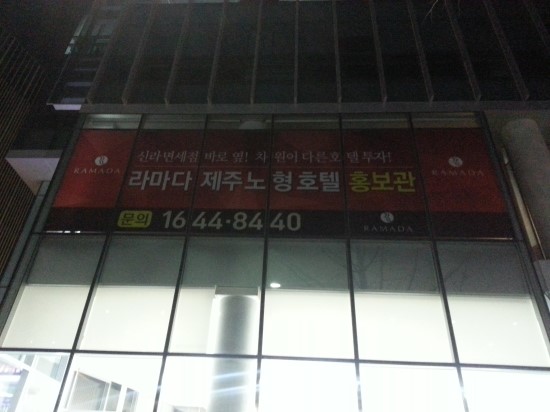 신라면세점 바로 옆! 차원이 다른 호텔 투자!
RAMADA
라마다 제주노형호텔 홍보관
RAMADA
문의 1644·8440
RAMADA